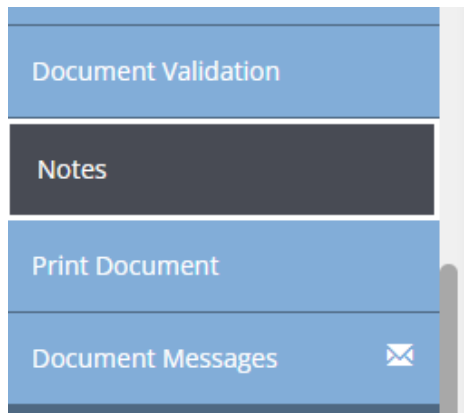 Document Validation
Notes
Print Document
Document Messages